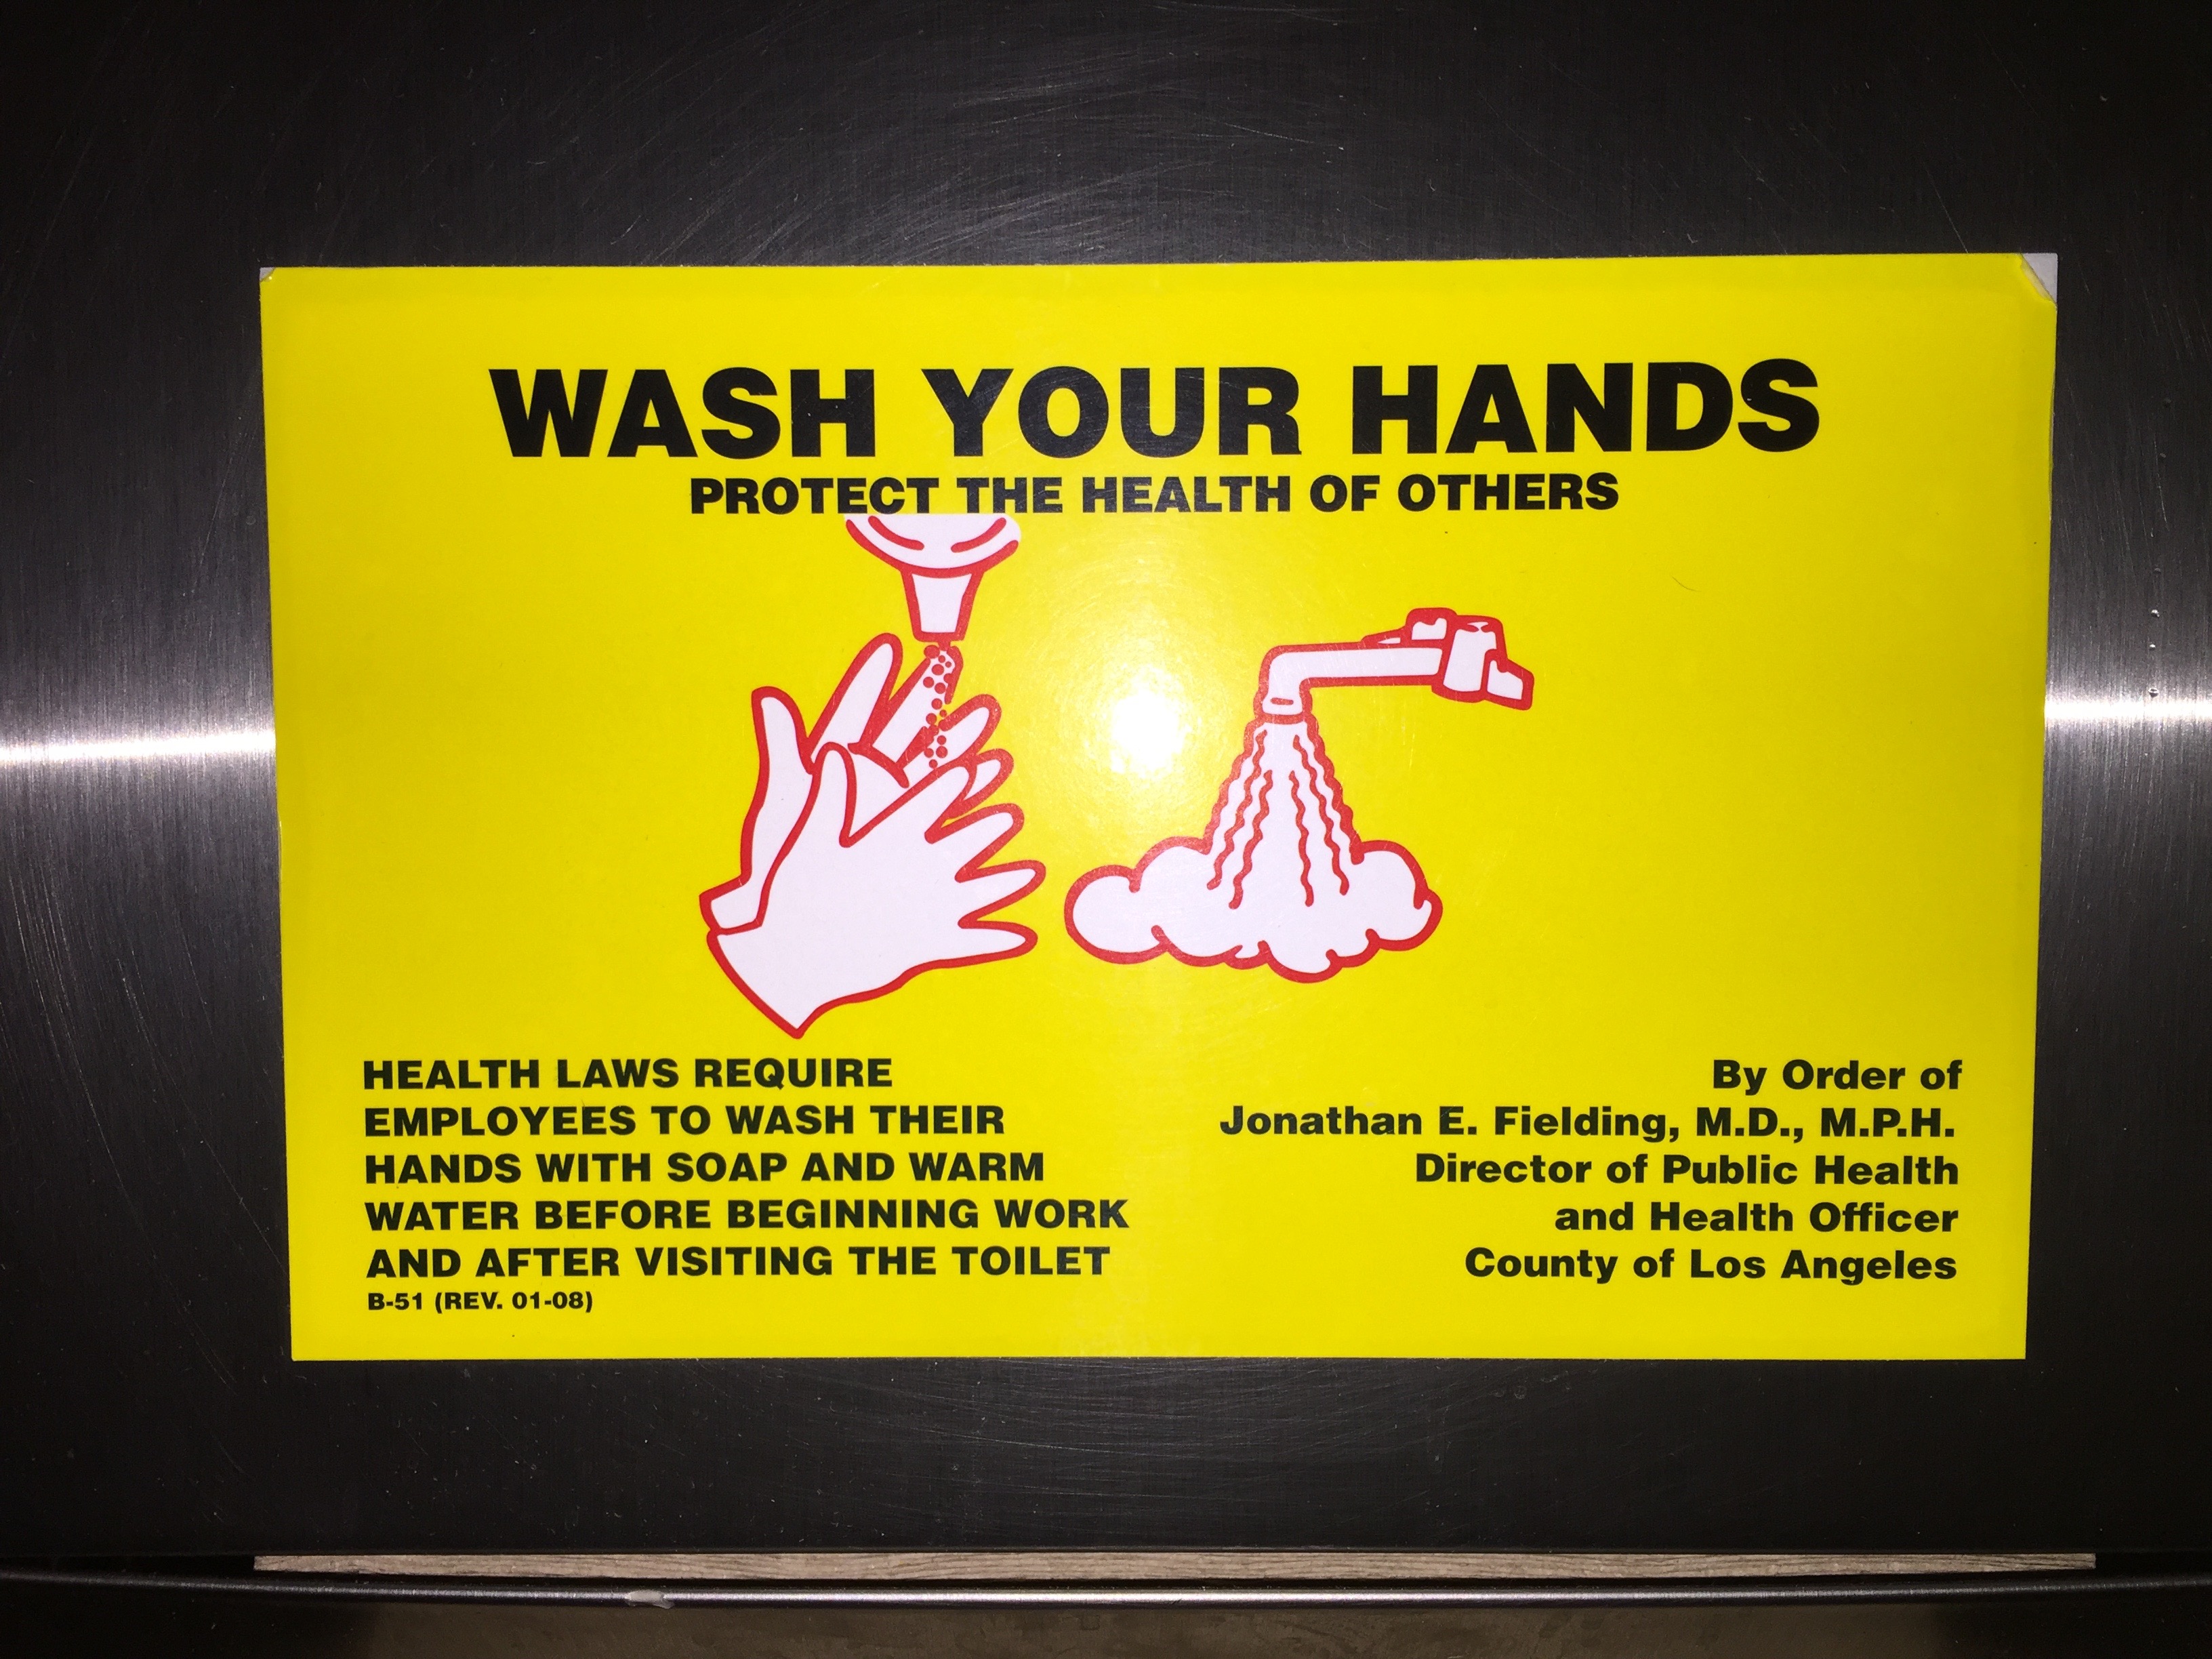 WASH YOUR HANDS
PROTECT THE HEALTH OF OTHERS
HEALTH LAWS REQUIRE
EMPLOYEES TO WASH THEIR
HANDS WITH SOAP AND WARM
WATER BEFORE BEGINNING WORK
AND AFTER VISITING THE TOILET
B-51 (REV. 01-08)
By Order of
Jonathan E. Fielding, M.D., M.P.H.
Director of Public Health
and Health Officer
County of Los Angeles